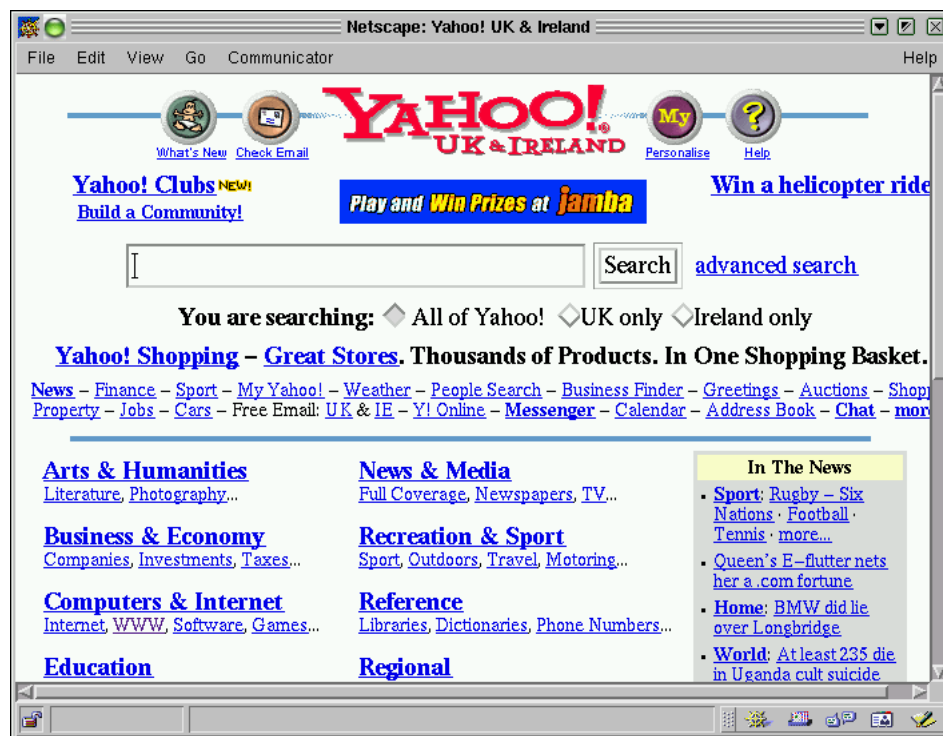 Netscape: Yahoo! UK & Ireland
File Edit View Go Communicator Help
YAHOO!®
UK & IRELAND
My ?
What's New Check Email Personalise Help
Yahoo! Clubs NEW! Win a helicopter ride
Build a Community!
Play and Win Prizes at jamba
Search advanced search
You are searching: All of Yahoo! UK only Ireland only
Yahoo! Shopping – Great Stores. Thousands of Products. In One Shopping Basket.
News – Finance – Sport – My Yahoo! – Weather – People Search – Business Finder – Greetings – Auctions – Shopp
Property – Jobs – Cars – Free Email: UK & IE – Y! Online – Messenger – Calendar – Address Book – Chat – more
Arts & Humanities
Literature, Photography...
Business & Economy
Companies, Investments, Taxes...
Computers & Internet
Internet, WWW, Software, Games...
Education
News & Media
Full Coverage, Newspapers, TV...
Recreation & Sport
Sport, Outdoors, Travel, Motoring...
Reference
Libraries, Dictionaries, Phone Numbers...
Regional
In The News
Sport: Rugby – Six
Nations · Football ·
Tennis · more...
Queen's E–flutter nets
her a .com fortune
Home: BMW did lie
over Longbridge
World: At least 235 die
in Uganda cult suicide